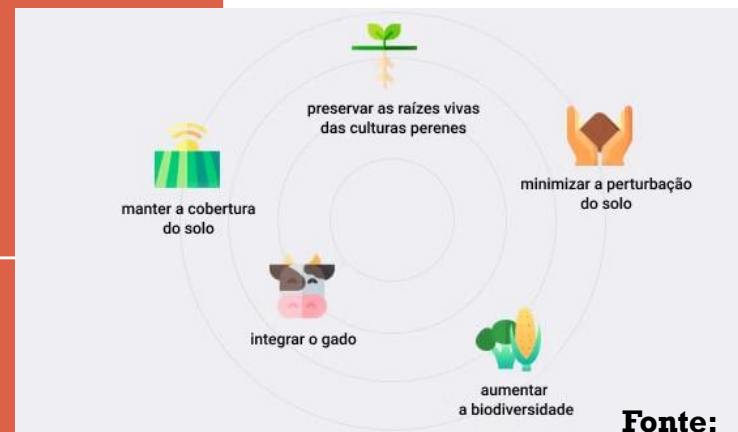 preservar as raízes vivas
das culturas perenes
minimizar a perturbação
do solo
manter a cobertura
do solo
integrar o gado
aumentar
a biodiversidade
Fonte: